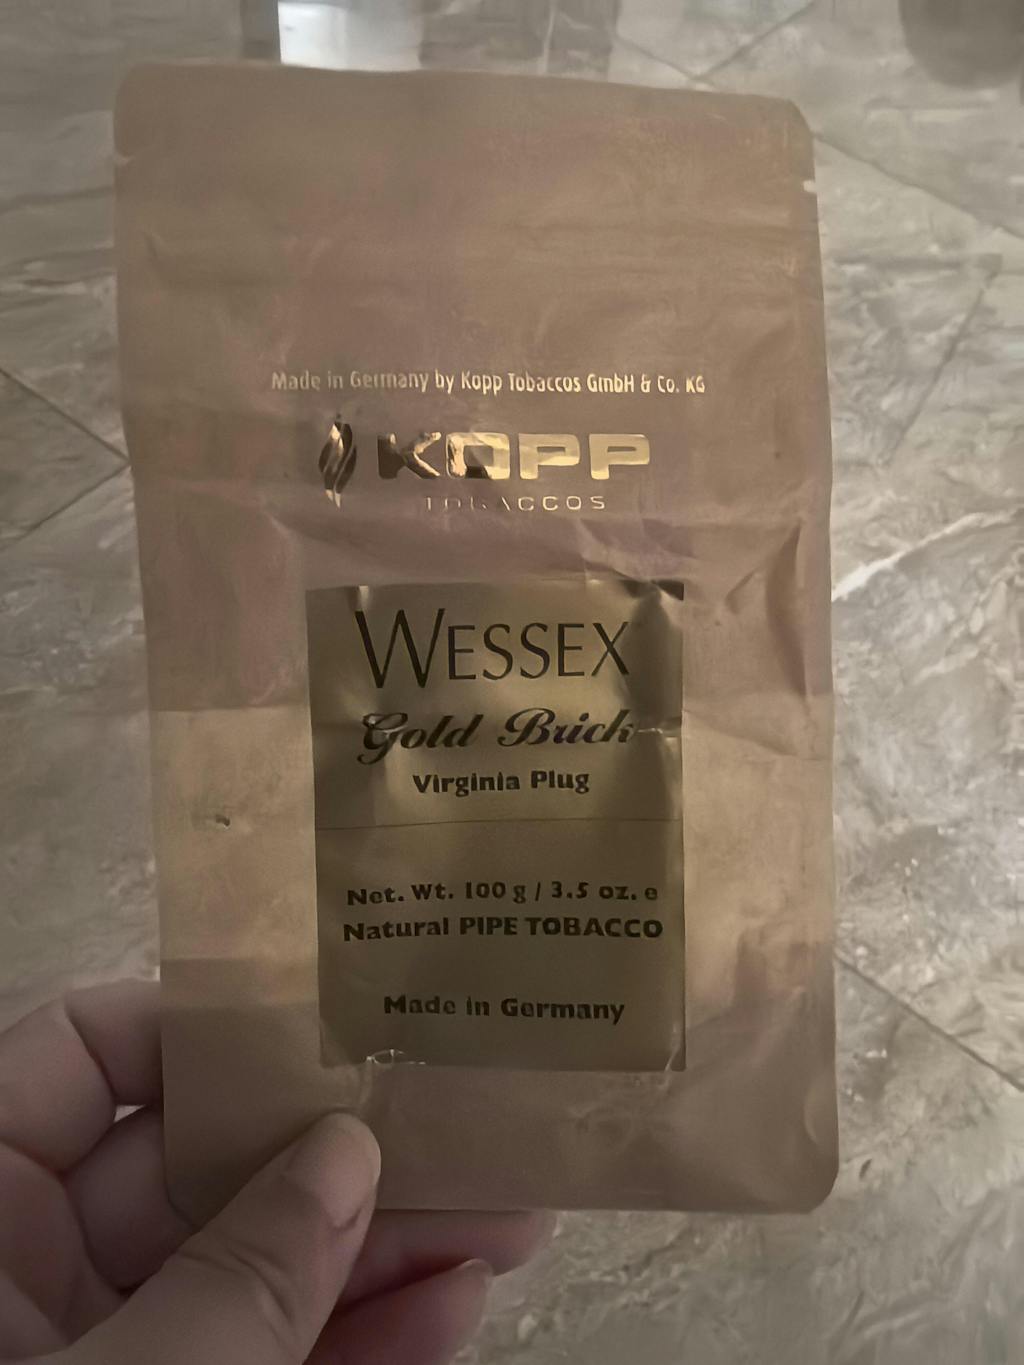 Made in Germany by Kopp Tobaccos GmbH & Co. KG
KOPP
TOBACCOS
WESSEX
Gold Brick
Virginia Plug
Net. Wt. 100 g / 3.5 oz. e
Natural PIPE TOBACCO
Made in Germany